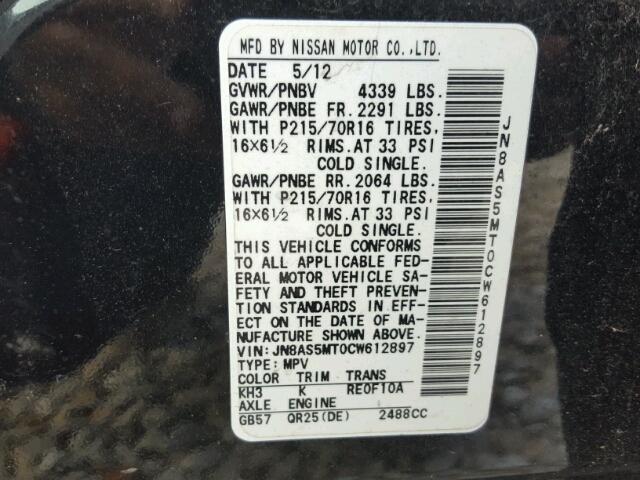 MFD BY NISSAN MOTOR CO.,LTD.
DATE 5/12
GVWR/PNBV 4339 LBS.
GAWR/PNBE FR. 2291 LBS.
WITH P215/70R16 TIRES,
16×6½ RIMS.AT 33 PSI
COLD SINGLE.
GAWR/PNBE RR. 2064 LBS.
WITH P215/70R16 TIRES,
16×6½ RIMS.AT 33 PSI
COLD SINGLE.
THIS VEHICLE CONFORMS
TO ALL APPLICABLE FED-
ERAL MOTOR VEHICLE SA-
FETY AND THEFT PREVEN-
TION STANDARDS IN EFF-
ECT ON THE DATE OF MA-
NUFACTURE SHOWN ABOVE.
VIN: JN8AS5MT0CW612897
TYPE: MPV
COLOR TRIM TRANS
KH3 K RE0F10A
AXLE ENGINE
GB57 QR25(DE) 2488CC
JN8AS5MT0CW612897